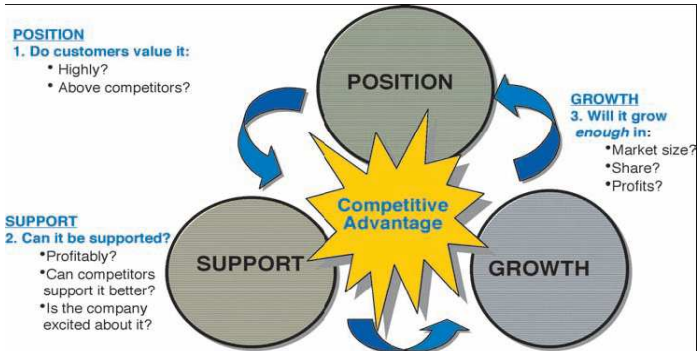 POSITION
1. Do customers value it:
• Highly?
• Above competitors?
POSITION
GROWTH
3. Will it grow
enough in:
•Market size?
•Share?
•Profits?
Competitive
Advantage
SUPPORT
2. Can it be supported?
•Profitably?
•Can competitors
support it better?
•Is the company
excited about it?
SUPPORT
GROWTH